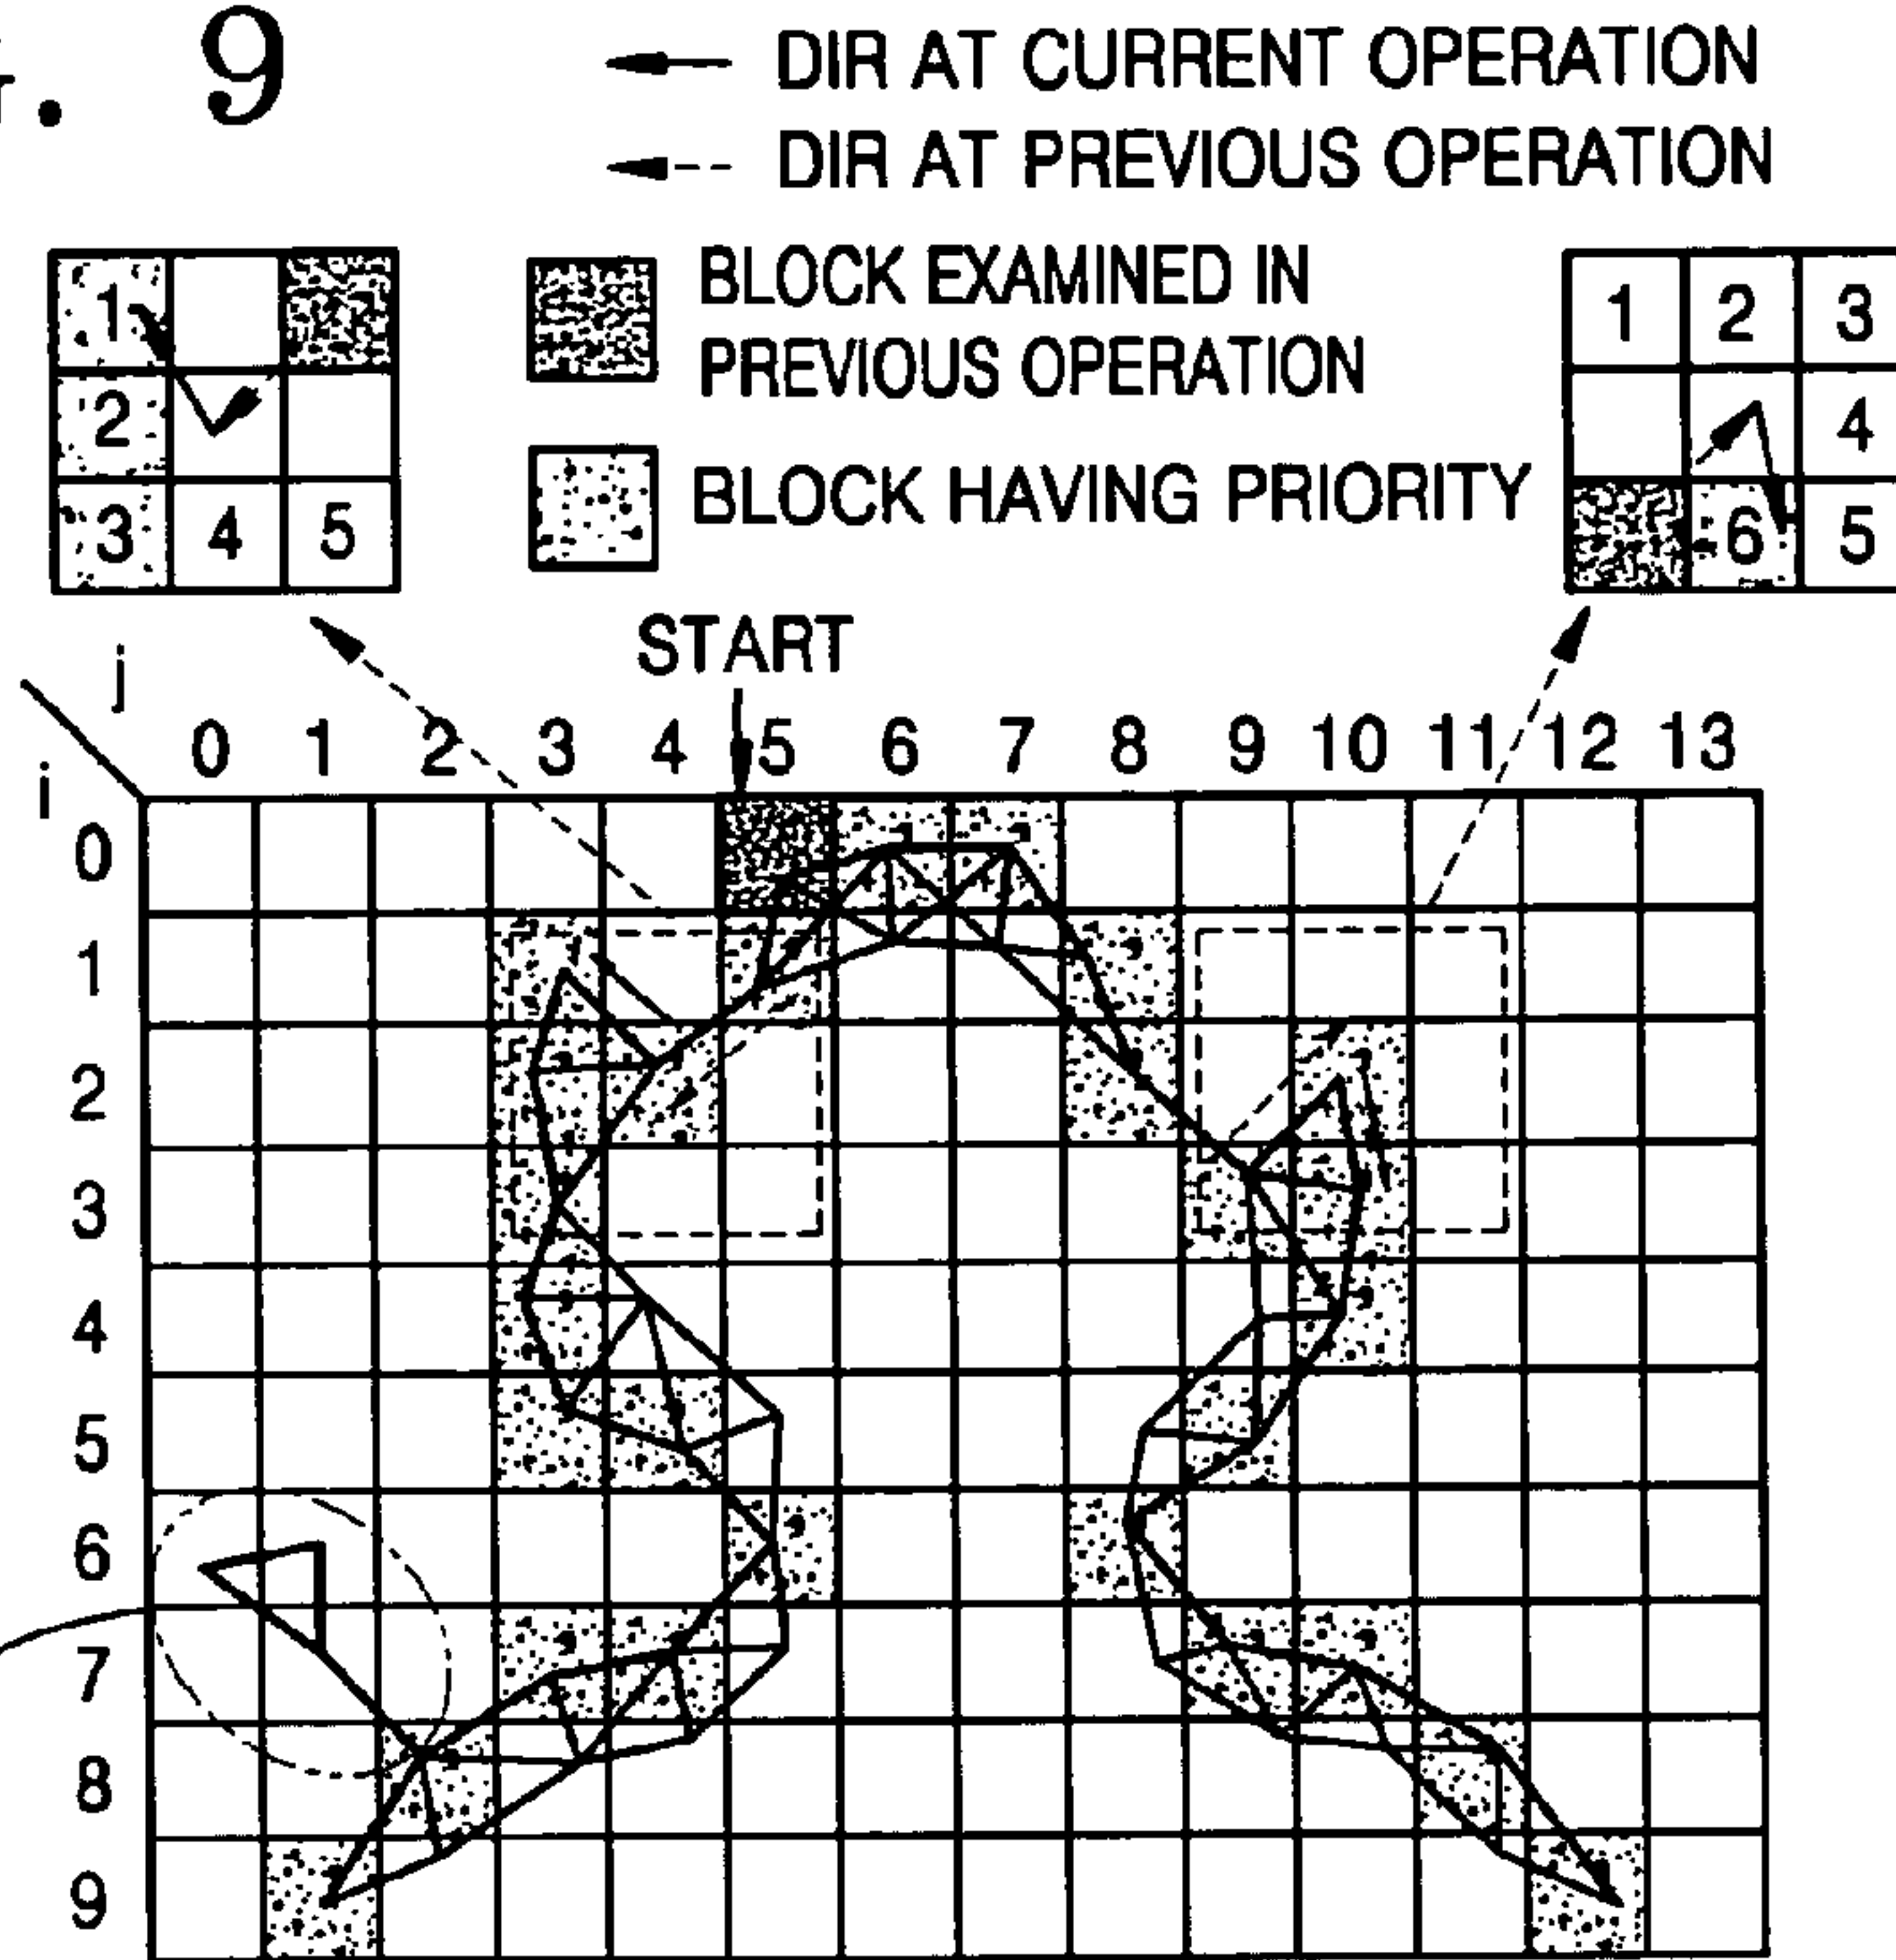 . 9
DIR AT CURRENT OPERATION
DIR AT PREVIOUS OPERATION
BLOCK EXAMINED IN
PREVIOUS OPERATION
BLOCK HAVING PRIORITY
1
2
3 4 5
1 2 3
4
6 5
START
j
i
0 1 2 3 4 5 6 7 8 9 10 11 12 13
0
1
2
3
4
5
6
7
8
9